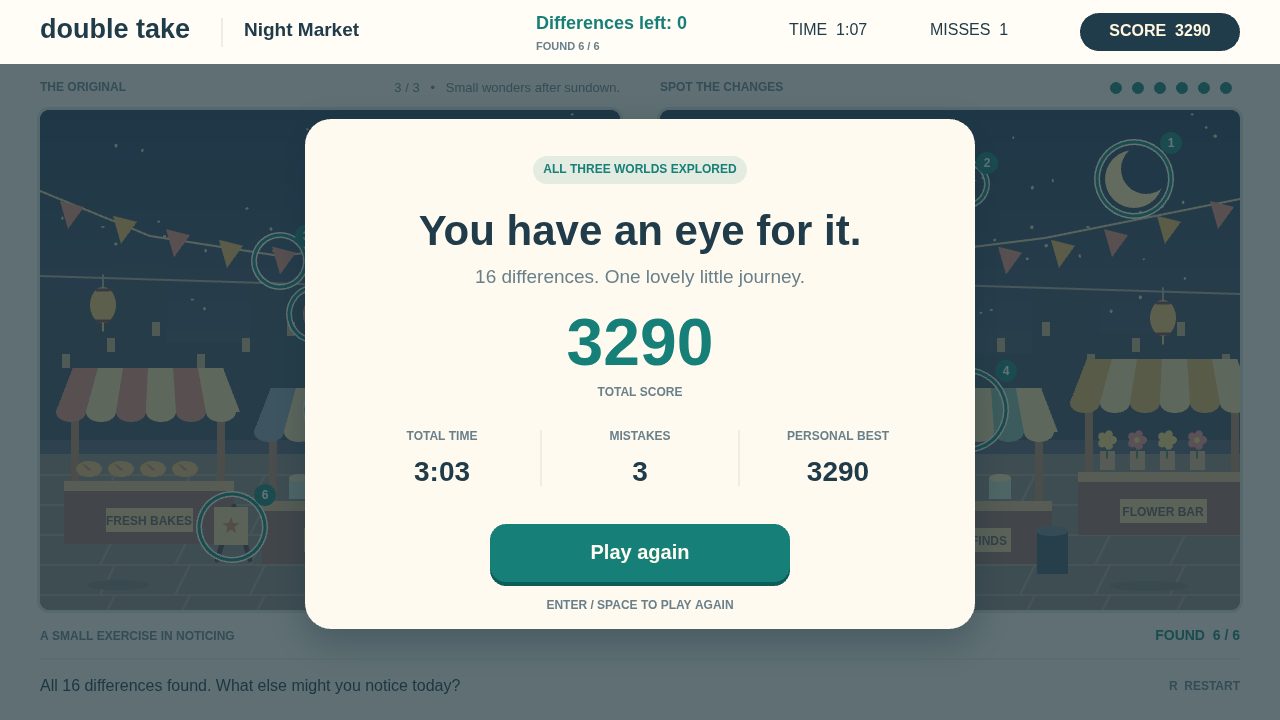 double take
Night Market
Differences left: 0
FOUND 6 / 6
TIME 1:07
MISSES 1
SCORE 3290
THE ORIGINAL
3 / 3 • Small wonders after sundown.
SPOT THE CHANGES
1
2
ALL THREE WORLDS EXPLORED
You have an eye for it.
16 differences. One lovely little journey.
3290
TOTAL SCORE
4
TOTAL TIME
3:03
MISTAKES
3
PERSONAL BEST
3290
6
FRESH BAKES
FLOWER BAR
FINDS
Play again
ENTER / SPACE TO PLAY AGAIN
A SMALL EXERCISE IN NOTICING
FOUND 6 / 6
All 16 differences found. What else might you notice today?
R RESTART